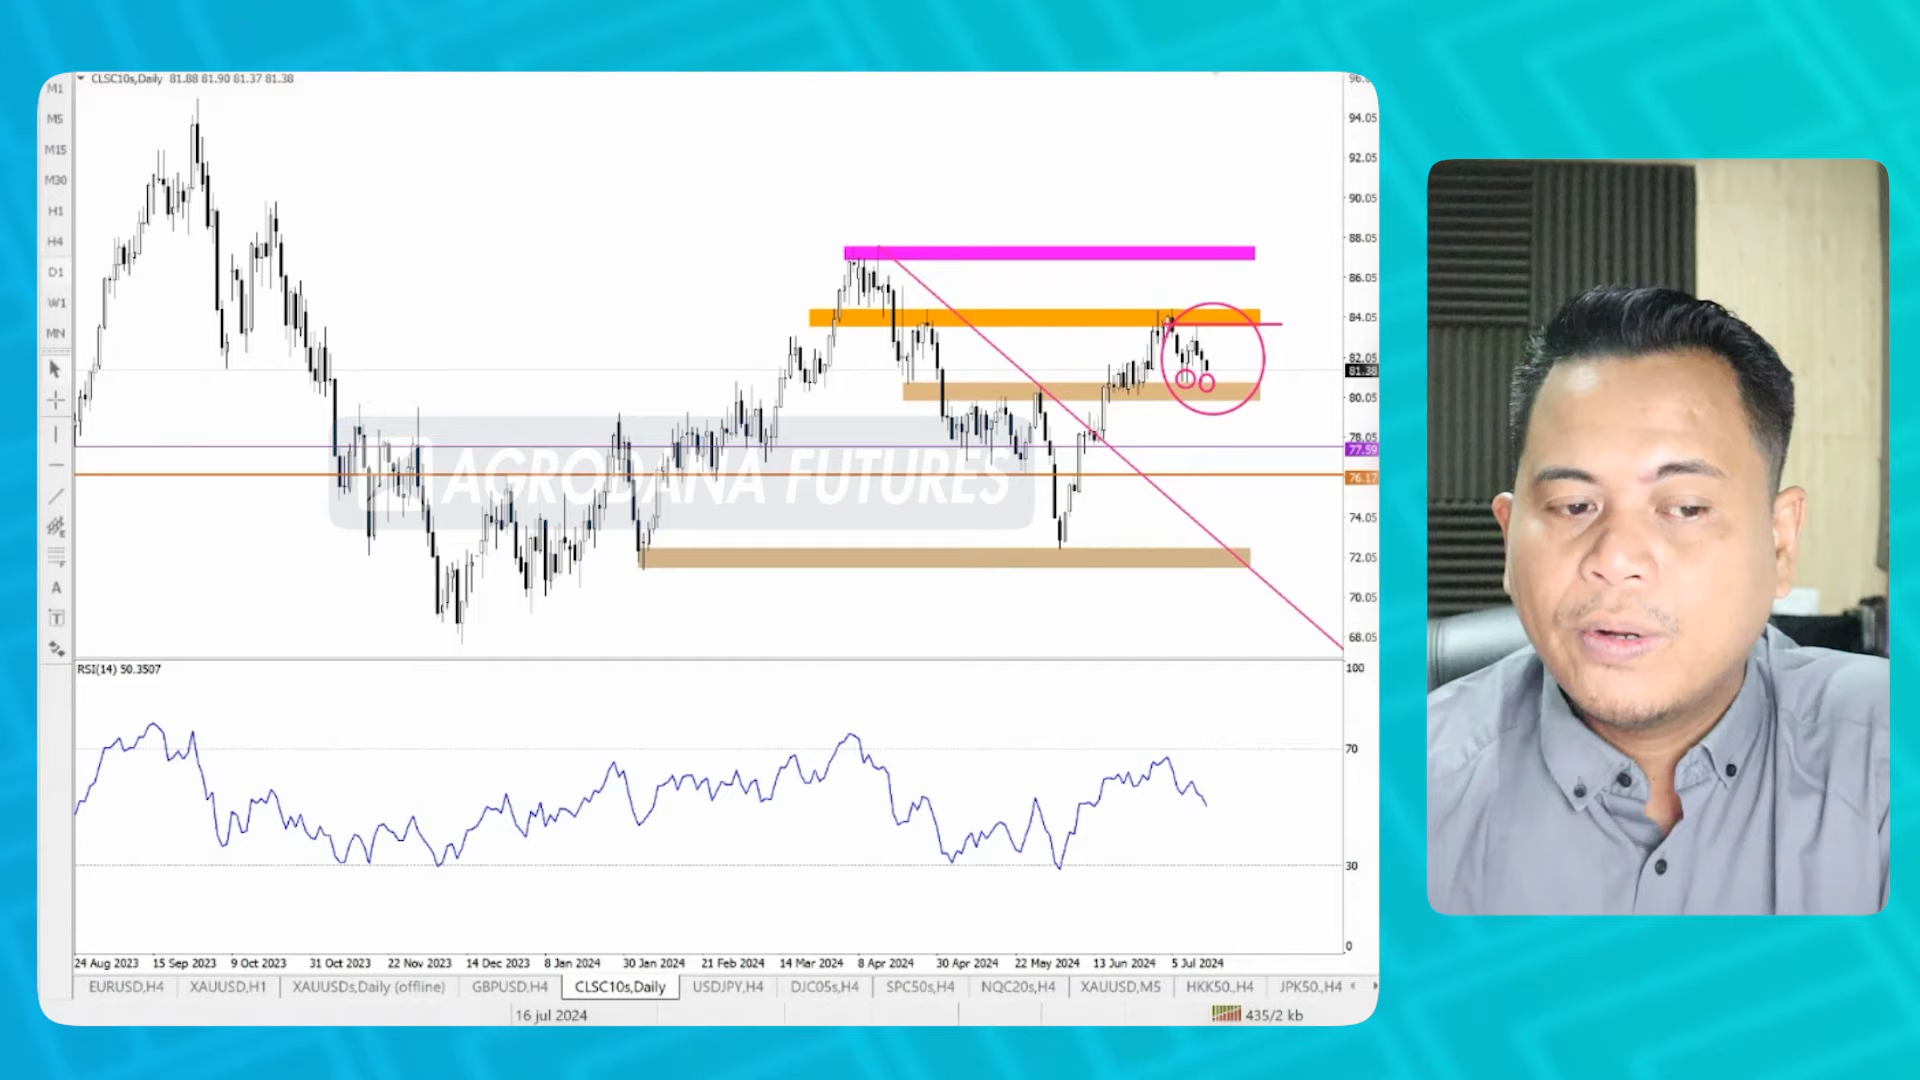 CLSC10s,Daily 81.88 81.90 81.37 81.38
M1
M5
M15
M30
H1
H4
D1
W1
MN
A
T
94.05
92.05
90.05
88.05
86.05
84.05
82.05
81.38
80.05
78.05
77.59
76.17
74.05
72.05
70.05
68.05
AGRODANA FUTURES
RSI(14) 50.3507
100
70
30
0
24 Aug 2023 15 Sep 2023 9 Oct 2023 31 Oct 2023 22 Nov 2023 14 Dec 2023 8 Jan 2024 30 Jan 2024 21 Feb 2024 14 Mar 2024 8 Apr 2024 30 Apr 2024 22 May 2024 13 Jun 2024 5 Jul 2024
EURUSD,H4 XAUUSD,H1 XAUUSDs,Daily (offline) GBPUSD,H4 CLSC10s,Daily USDJPY,H4 DJC05s,H4 SPC50s,H4 NQC20s,H4 XAUUSD,M5 HKK50.,H4 JPK50.,H4
16 jul 2024 435/2 kb